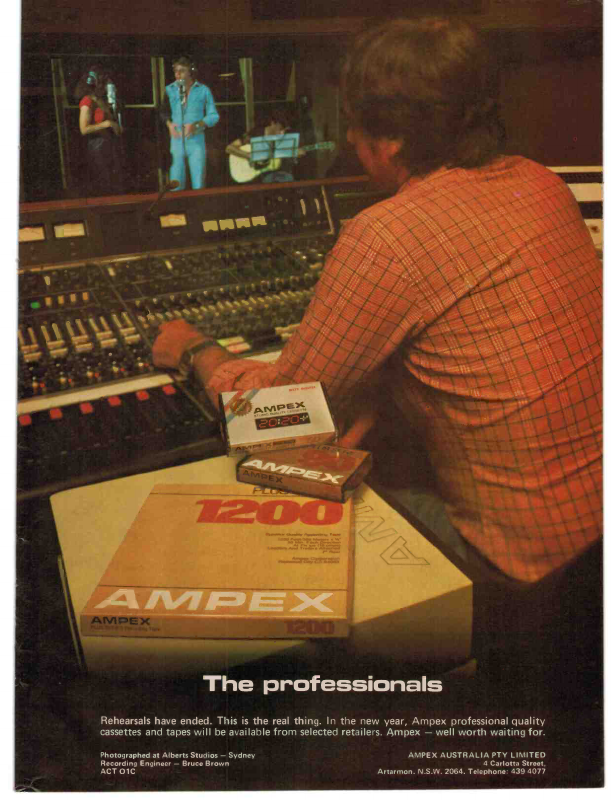 AMPEX
20:20+
AMPEX
AMPEX
AMPEX
PLUS
1200
AMPEX
AMPEX
1200
The professionals
Rehearsals have ended. This is the real thing. In the new year, Ampex professional quality
cassettes and tapes will be available from selected retailers. Ampex – well worth waiting for.
Photographed at Alberts Studios – Sydney
Recording Engineer – Bruce Brown
ACT O1C
AMPEX AUSTRALIA PTY LIMITED
4 Carlotta Street,
Artarmon. N.S.W. 2064. Telephone: 439 4077